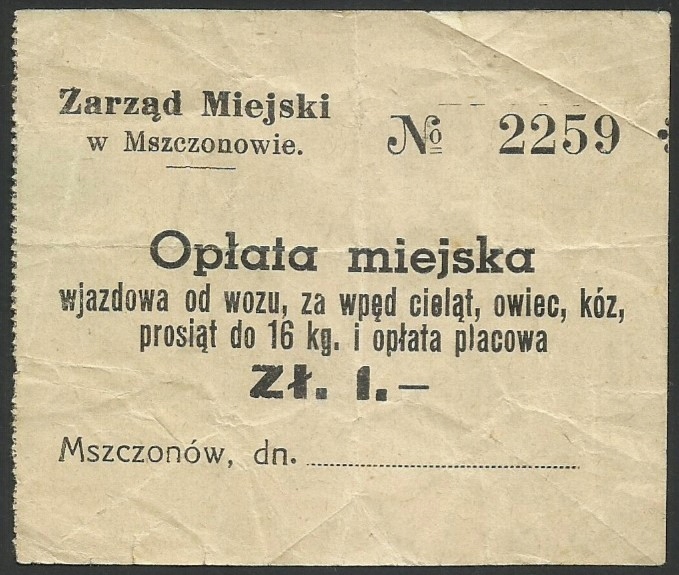 Zarząd Miejski
w Mszczonowie.
№ 2259
Opłata miejska
wjazdowa od wozu, za wpęd cieląt, owiec, kóz,
prosiąt do 16 kg. i opłata placowa
Zł. 1.—
Mszczonów, dn. ..............................